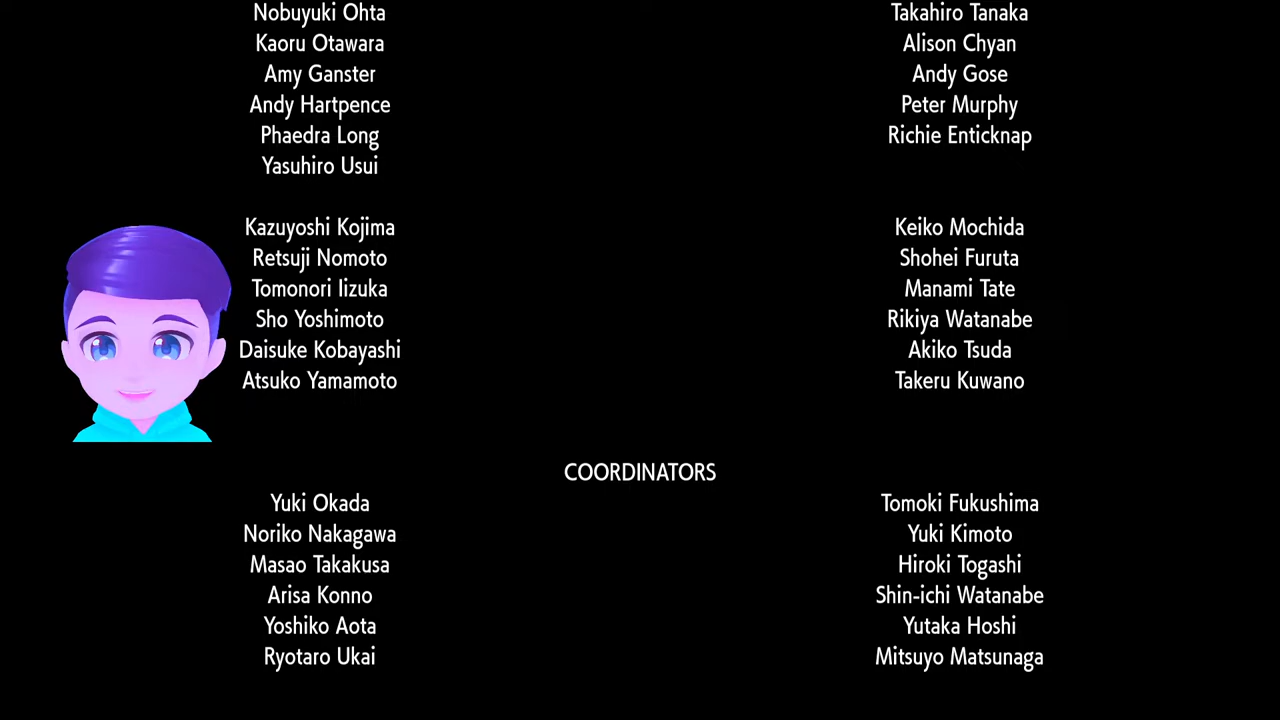 Nobuyuki Ohta
Takahiro Tanaka
Kaoru Otawara
Alison Chyan
Amy Ganster
Andy Gose
Andy Hartpence
Peter Murphy
Phaedra Long
Richie Enticknap
Yasuhiro Usui
Kazuyoshi Kojima
Keiko Mochida
Retsuji Nomoto
Shohei Furuta
Tomonori Iizuka
Manami Tate
Sho Yoshimoto
Rikiya Watanabe
Daisuke Kobayashi
Akiko Tsuda
Atsuko Yamamoto
Takeru Kuwano
COORDINATORS
Yuki Okada
Tomoki Fukushima
Noriko Nakagawa
Yuki Kimoto
Masao Takakusa
Hiroki Togashi
Arisa Konno
Shin-ichi Watanabe
Yoshiko Aota
Yutaka Hoshi
Ryotaro Ukai
Mitsuyo Matsunaga